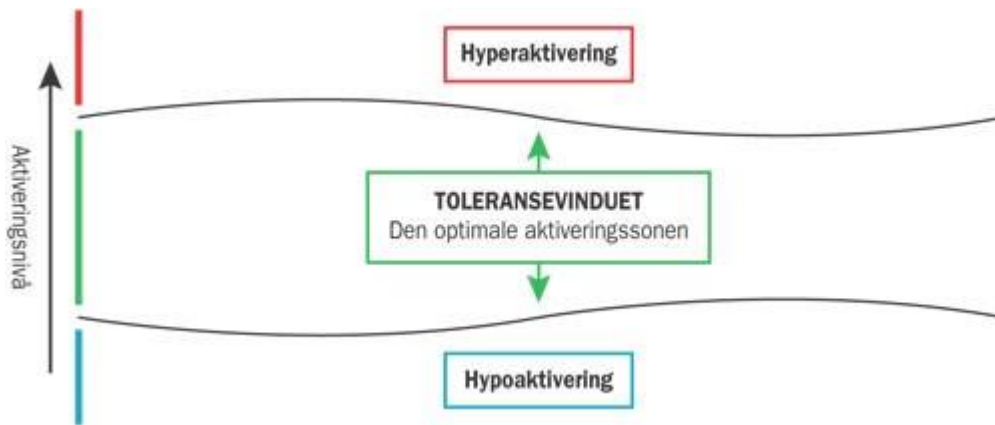 Hyperaktivering
Aktiveringsnivå
TOLERANSEVINDUET
Den optimale aktiveringssonen
Hypoaktivering